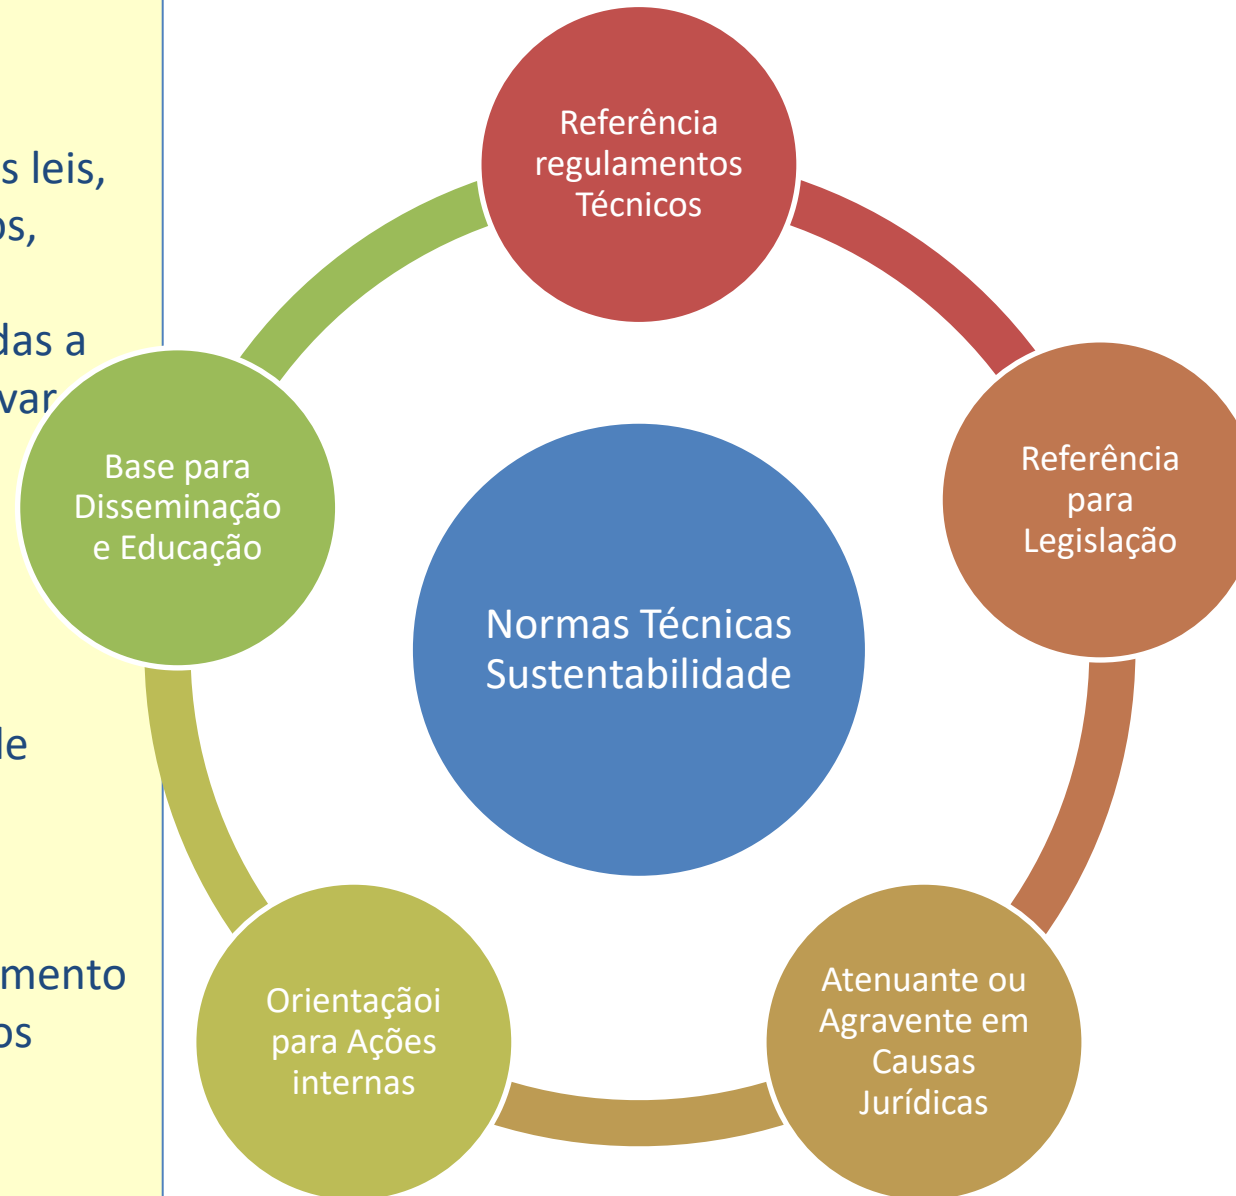 s leis,
os,
das a
var
de
mento
os
Referência
regulamentos
Técnicos
Referência
para
Legislação
Atenuante ou
Agravente em
Causas
Jurídicas
Orientaçãoi
para Ações
internas
Base para
Disseminação
e Educação
Normas Técnicas
Sustentabilidade